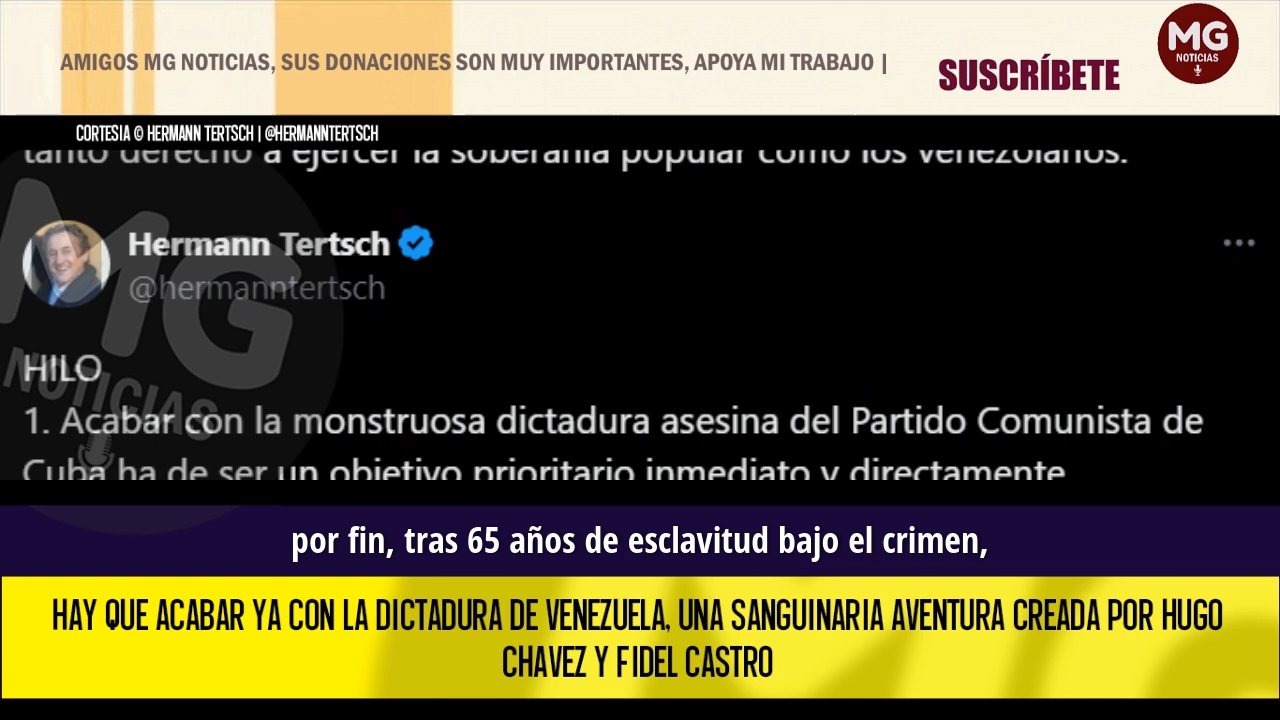 AMIGOS MG NOTICIAS, SUS DONACIONES SON MUY IMPORTANTES, APOYA MI TRABAJO |
SUSCRÍBETE
MG
NOTICIAS
CORTESIA © HERMANN TERTSCH | @HERMANNTERTSCH
tanto derecho a ejercer la soberanía popular como los venezolanos.
Hermann Tertsch
@hermanntertsch
MG
NOTICIAS
HILO
1. Acabar con la monstruosa dictadura asesina del Partido Comunista de
Cuba ha de ser un objetivo prioritario inmediato y directamente
por fin, tras 65 años de esclavitud bajo el crimen,
HAY QUE ACABAR YA CON LA DICTADURA DE VENEZUELA, UNA SANGUINARIA AVENTURA CREADA POR HUGO
CHAVEZ Y FIDEL CASTRO